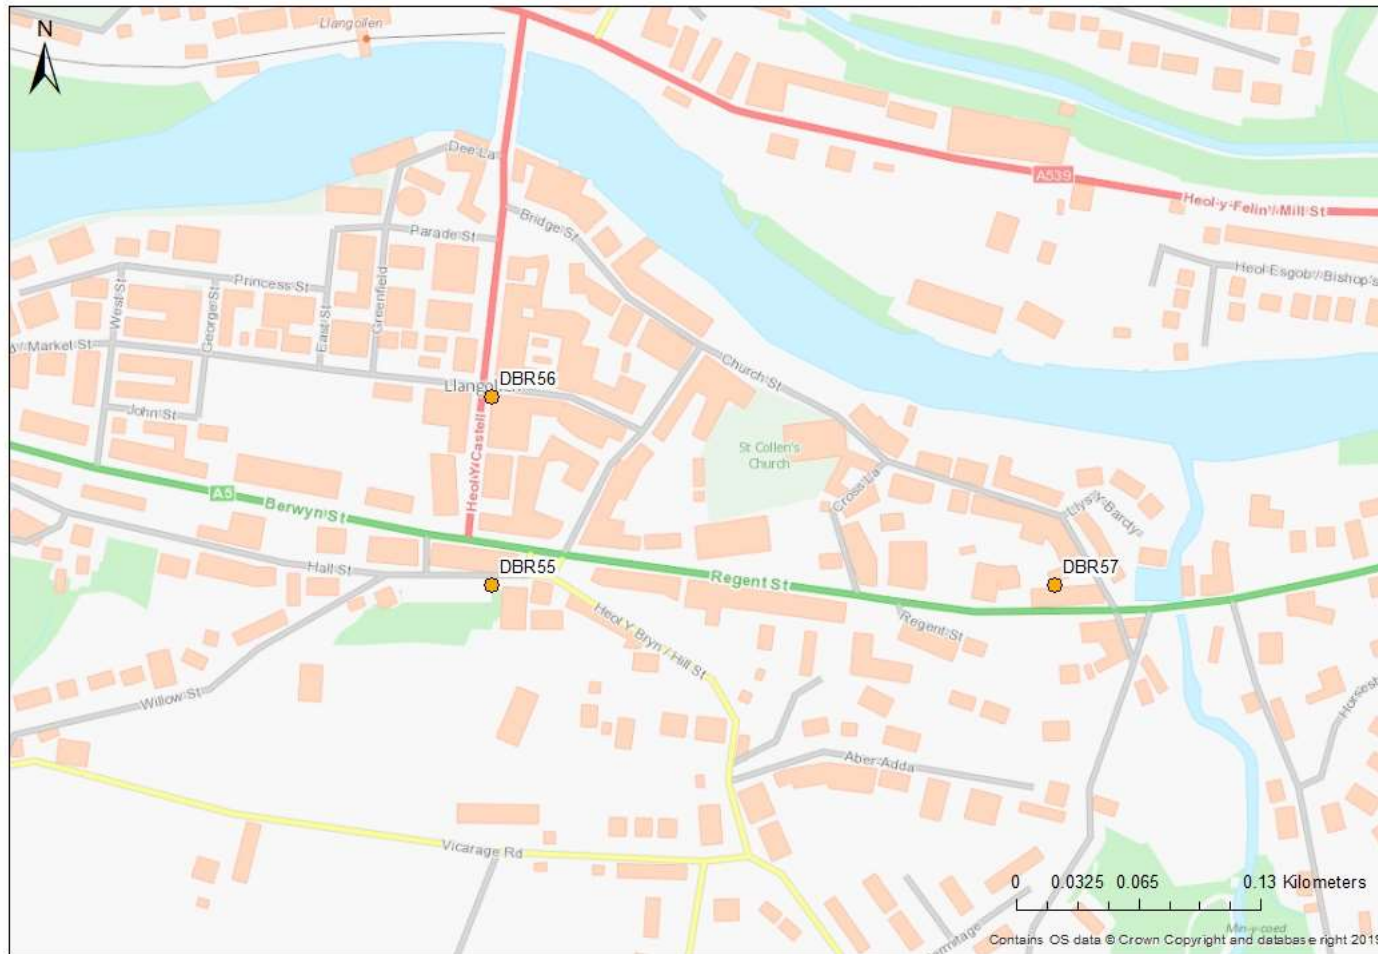 N
Llangollen
Dee La
A539
Heol-y-Felin / Mill St
Bridge St
Parade St
Heol Esgob / Bishop's
Princess St
West St
George St
East St
Greenfield
/ Market St
Church St
DBR56
Llangollen
John St
Heol Y Castell
St Collen's
Church
Cross La
Llys Y Bardty
A5
Berwyn St
Hall St
DBR55
Regent St
DBR57
Heol Y Bryn / Hill St
Regent St
Willow St
Aber Adda
Vicarage Rd
0 0.0325 0.065 0.13 Kilometers
Min-y-coed
Contains OS data © Crown Copyright and database right 2019